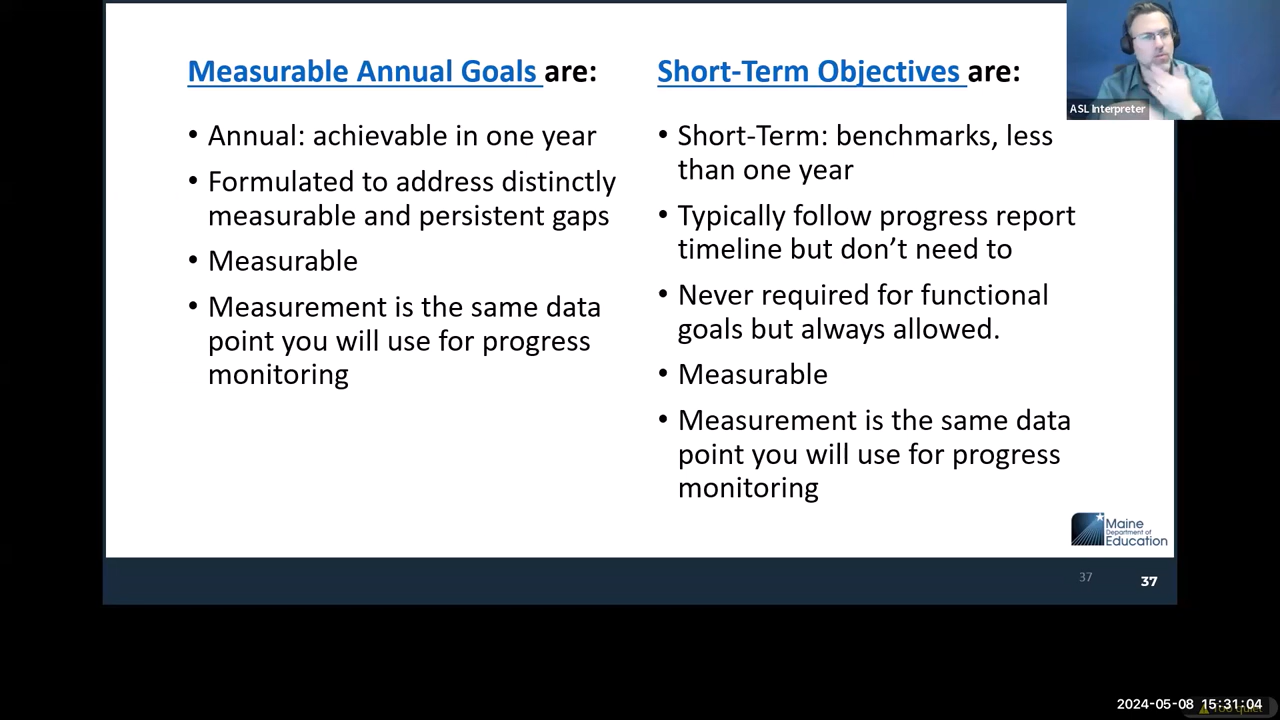 Measurable Annual Goals are:
• Annual: achievable in one year
• Formulated to address distinctly
measurable and persistent gaps
• Measurable
• Measurement is the same data
point you will use for progress
monitoring
Short-Term Objectives are:
• Short-Term: benchmarks, less
than one year
• Typically follow progress report
timeline but don’t need to
• Never required for functional
goals but always allowed.
• Measurable
• Measurement is the same data
point you will use for progress
monitoring
ASL Interpreter
Maine
Department of
Education
37
37
2024-05-08 15:31:04